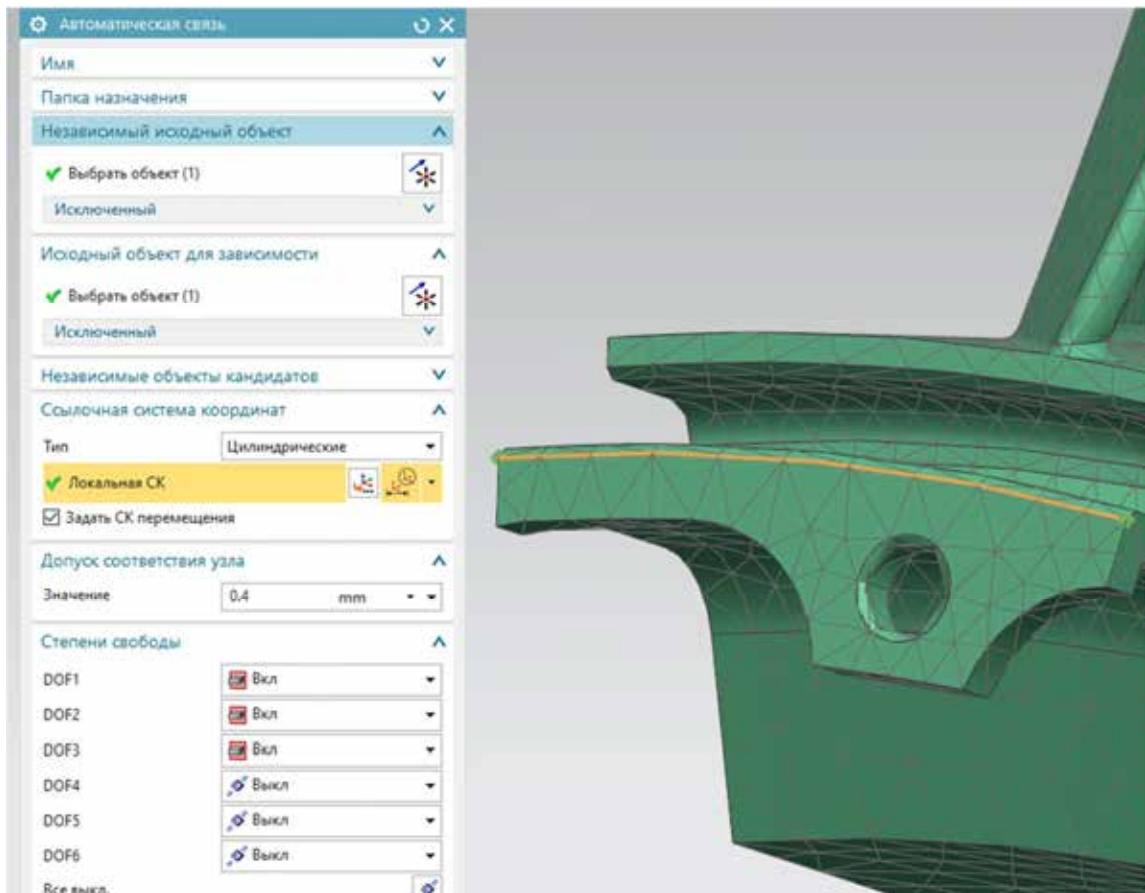 Автоматическая связь
Имя
Папка назначения
Независимый исходный объект
Выбрать объект (1)
Исключенный
Исходный объект для зависимости
Выбрать объект (1)
Исключенный
Независимые объекты кандидатов
Ссылочная система координат
Тип Цилиндрические
Локальная СК
Задать СК перемещения
Допуск соответствия узла
Значение 0.4 mm
Степени свободы
DOF1 Вкл
DOF2 Вкл
DOF3 Вкл
DOF4 Выкл
DOF5 Выкл
DOF6 Выкл
Все выкл.